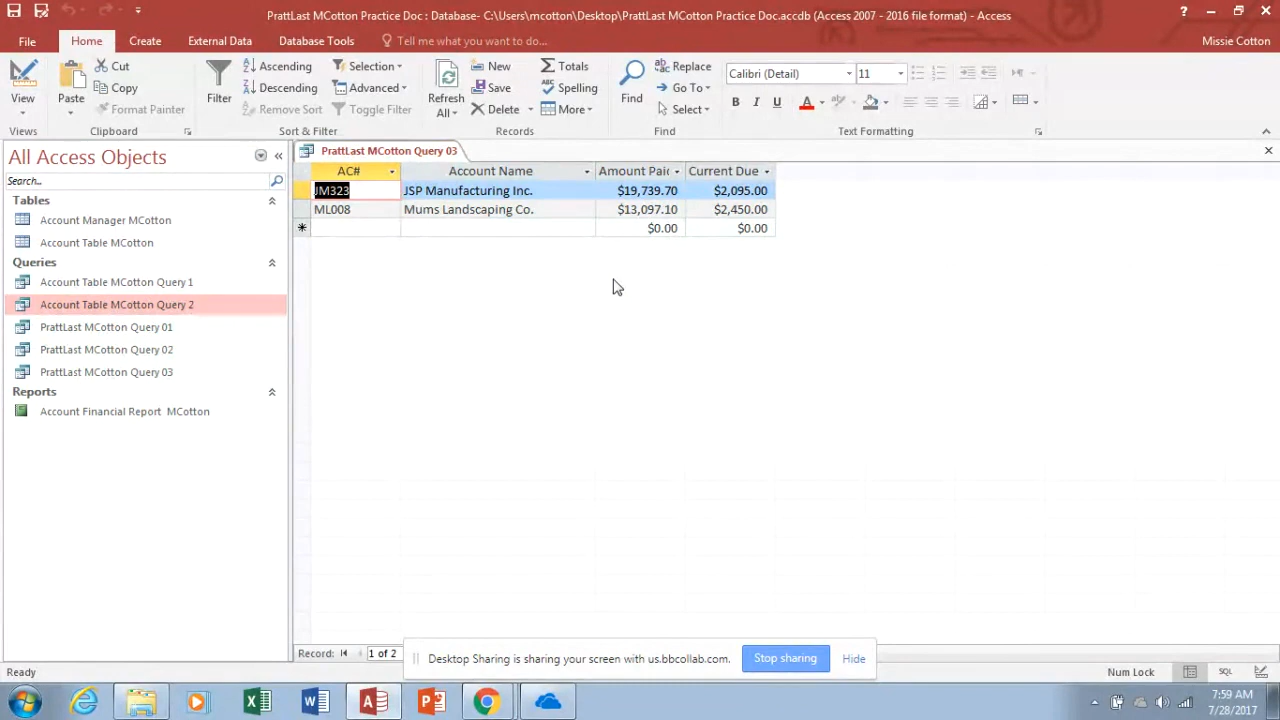 PrattLast MCotton Practice Doc : Database- C:\Users\mcotton\Desktop\PrattLast MCotton Practice Doc.accdb (Access 2007 - 2016 file format) - Access
File Home Create External Data Database Tools Tell me what you want to do... Missie Cotton
View
Views
Paste
Cut
Copy
Format Painter
Clipboard
Filter
Ascending
Descending
Remove Sort
Selection
Advanced
Toggle Filter
Sort & Filter
Refresh All
New
Save
Delete
Totals
Spelling
More
Records
Find
Replace
Go To
Select
Find
Calibri (Detail) 11
B I U A
Text Formatting
All Access Objects
Search...
Tables
Account Manager MCotton
Account Table MCotton
Queries
Account Table MCotton Query 1
Account Table MCotton Query 2
PrattLast MCotton Query 01
PrattLast MCotton Query 02
PrattLast MCotton Query 03
Reports
Account Financial Report MCotton
PrattLast MCotton Query 03
AC# Account Name Amount Paid Current Due
JM323 JSP Manufacturing Inc. $19,739.70 $2,095.00
ML008 Mums Landscaping Co. $13,097.10 $2,450.00
$0.00 $0.00
Record: 1 of 2
Desktop Sharing is sharing your screen with us.bbcollab.com. Stop sharing Hide
Ready Num Lock SQL
7:59 AM
7/28/2017